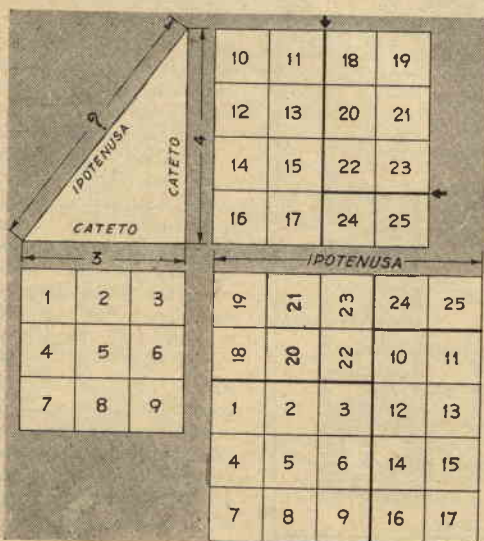 ?
IPOTENUSA
CATETO
4
CATETO
3
10 11 18 19
12 13 20 21
14 15 22 23
16 17 24 25
1 2 3
4 5 6
7 8 9
IPOTENUSA
19 21 23 24 25
18 20 22 10 11
1 2 3 12 13
4 5 6 14 15
7 8 9 16 17